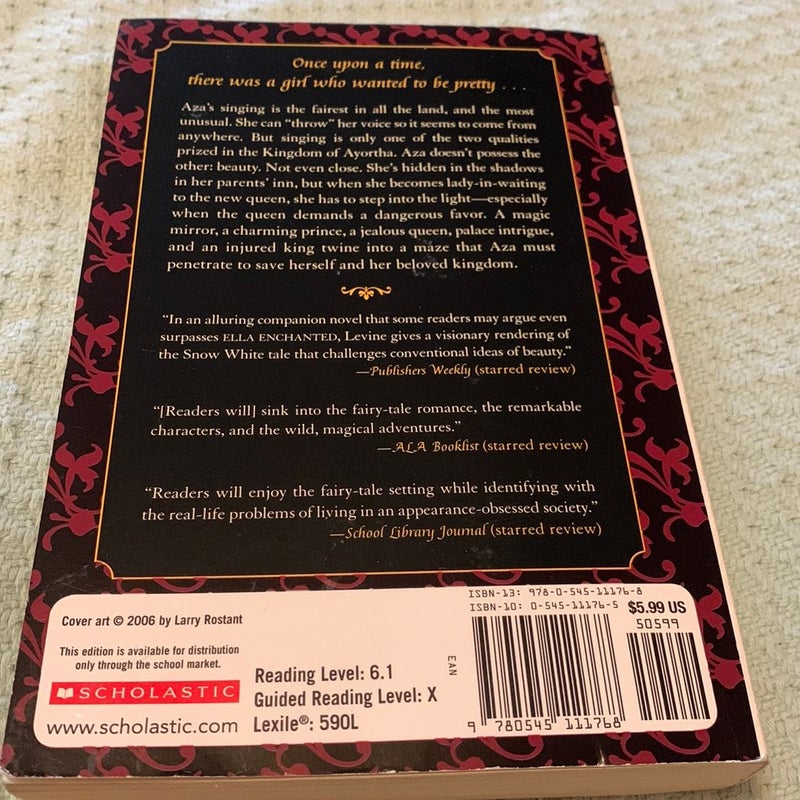 Once upon a time,
there was a girl who wanted to be pretty . . .
Aza's singing is the fairest in all the land, and the most
unusual. She can "throw" her voice so it seems to come from
anywhere. But singing is only one of the two qualities
prized in the Kingdom of Ayortha. Aza doesn't possess the
other: beauty. Not even close. She's hidden in the shadows
in her parents' inn, but when she becomes lady-in-waiting
to the new queen, she has to step into the light—especially
when the queen demands a dangerous favor. A magic
mirror, a charming prince, a jealous queen, palace intrigue,
and an injured king twine into a maze that Aza must
penetrate to save herself and her beloved kingdom.
"In an alluring companion novel that some readers may argue even
surpasses ELLA ENCHANTED, Levine gives a visionary rendering of
the Snow White tale that challenges conventional ideas of beauty."
—Publishers Weekly (starred review)
"[Readers will] sink into the fairy-tale romance, the remarkable
characters, and the wild, magical adventures."
—ALA Booklist (starred review)
"Readers will enjoy the fairy-tale setting while identifying with
the real-life problems of living in an appearance-obsessed society."
—School Library Journal (starred review)
Cover art © 2006 by Larry Rostant
This edition is available for distribution
only through the school market.
SCHOLASTIC
www.scholastic.com
Reading Level: 6.1
Guided Reading Level: X
Lexile®: 590L
EAN
ISBN-13: 978-0-545-11176-8
ISBN-10: 0-545-11176-5
$5.99 US
50599
9 780545 111768